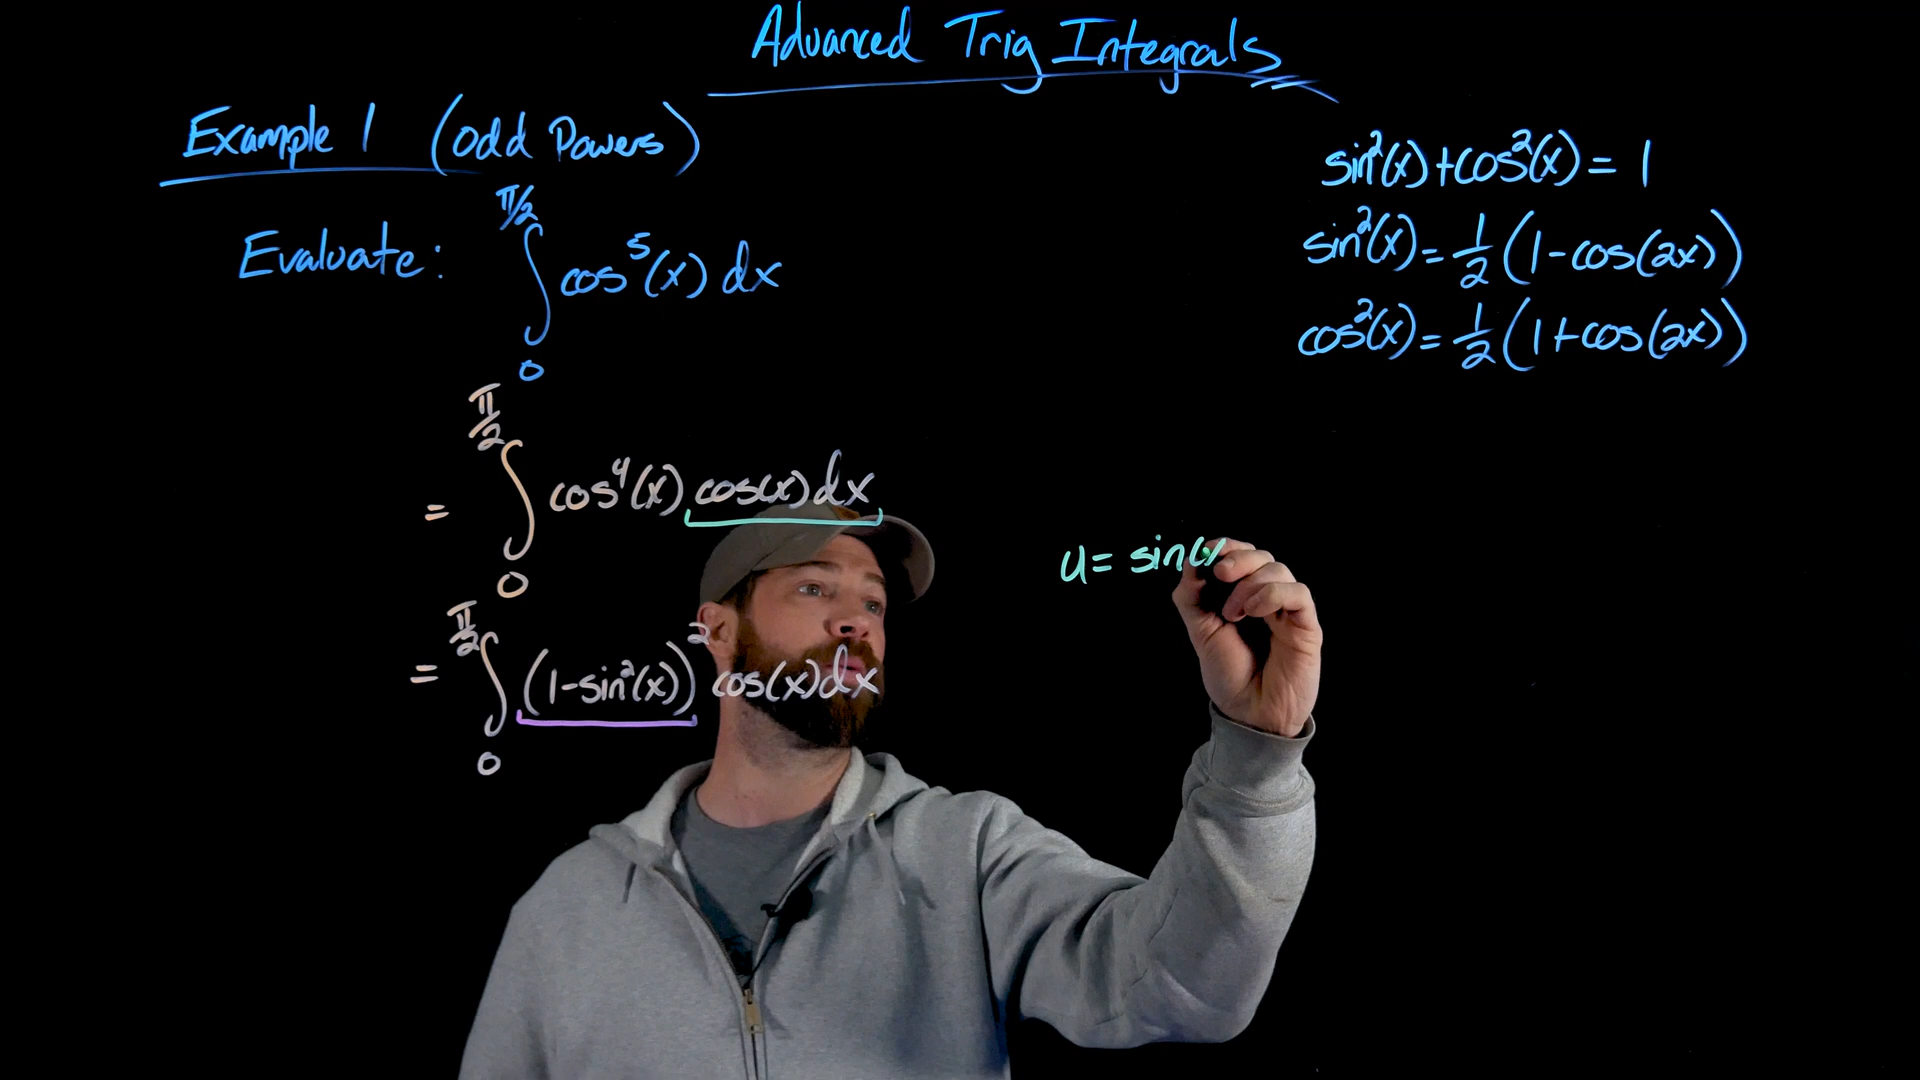 Advanced Trig Integrals
Example 1 (Odd Powers)
Evaluate: ∫₀^{π/2} cos⁵(x) dx
sin²(x)+cos²(x) = 1
sin²(x) = 1/2 (1-cos(2x))
cos²(x) = 1/2 (1+cos(2x))
= ∫₀^{π/2} cos⁴(x) cos(x) dx
u = sin(x
= ∫₀^{π/2} (1-sin²(x))² cos(x) dx